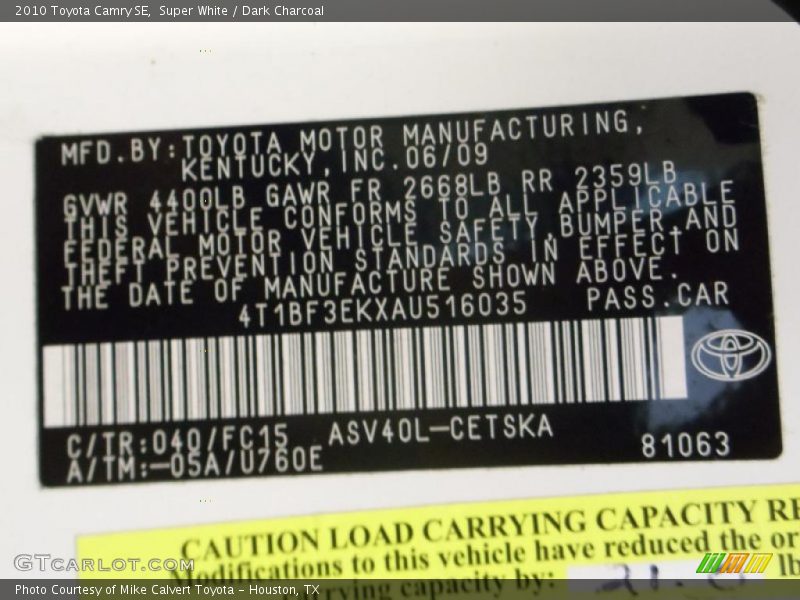 2010 Toyota Camry SE, Super White / Dark Charcoal
MFD.BY:TOYOTA MOTOR MANUFACTURING,
KENTUCKY,INC.06/09
GVWR 4400LB GAWR FR 2668LB RR 2359LB
THIS VEHICLE CONFORMS TO ALL APPLICABLE
FEDERAL MOTOR VEHICLE SAFETY,BUMPER,AND
THEFT PREVENTION STANDARDS IN EFFECT ON
THE DATE OF MANUFACTURE SHOWN ABOVE.
4T1BF3EKXAU516035 PASS.CAR
C/TR:040/FC15 ASV40L-CETSKA
A/TM:-05A/U760E 81063
CAUTION LOAD CARRYING CAPACITY RE
Modifications to this vehicle have reduced the or
carrying capacity by: lb
GTcarlot.com
Photo Courtesy of Mike Calvert Toyota - Houston, TX